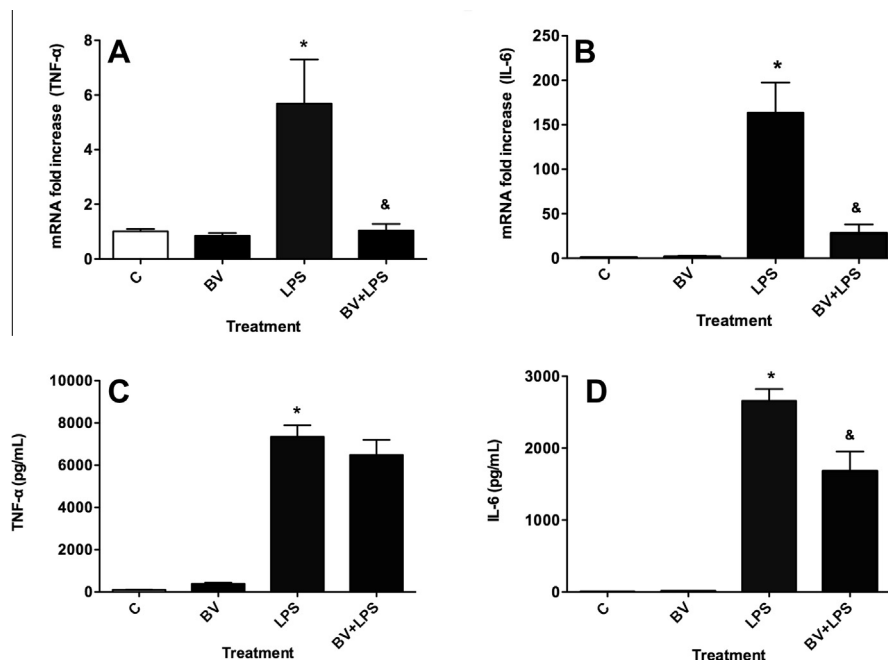 A
mRNA fold increase (TNF-α)
8
6
4
2
0
*
&
C
BV
LPS
BV+LPS
Treatment
B
mRNA fold increase (IL-6)
250
200
150
100
50
0
*
&
C
BV
LPS
BV+LPS
Treatment
C
TNF-α (pg/mL)
10000
8000
6000
4000
2000
0
*
C
BV
LPS
BV+LPS
Treatment
D
IL-6 (pg/mL)
3000
2000
1000
0
*
&
C
BV
LPS
BV+LPS
Treatment